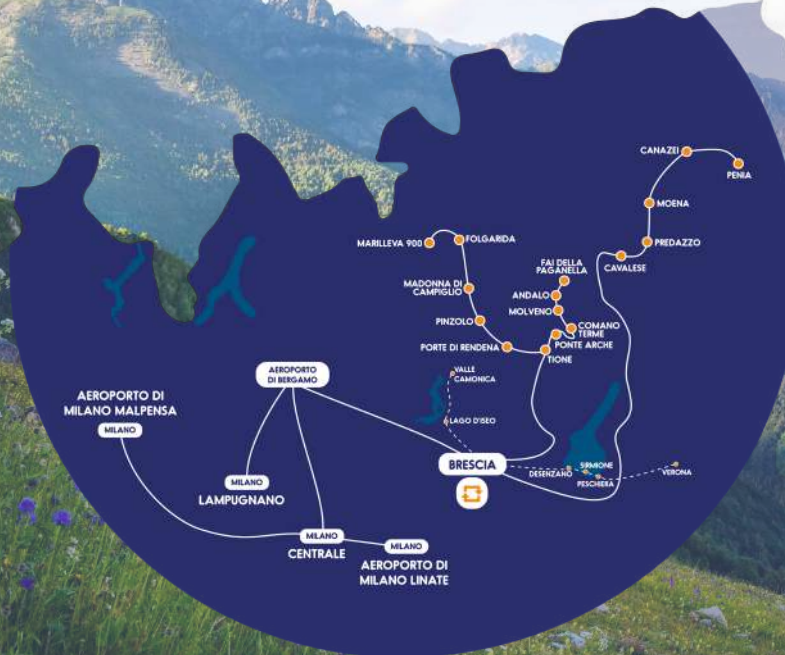 CANAZEI
PENIA
MOENA
PREDAZZO
CAVALESE
MARILLEVA 900
FOLGARIDA
MADONNA DI
CAMPIGLIO
PINZOLO
PORTE DI RENDENA
FAI DELLA
PAGANELLA
ANDALO
MOLVENO
COMANO
TERME
PONTE ARCHE
TIONE
AEROPORTO
DI BERGAMO
VALLE
CAMONICA
LAGO D'ISEO
AEROPORTO DI
MILANO MALPENSA
MILANO
MILANO
LAMPUGNANO
BRESCIA
DESENZANO
SIRMIONE
PESCHIERA
VERONA
MILANO
CENTRALE
MILANO
AEROPORTO DI
MILANO LINATE